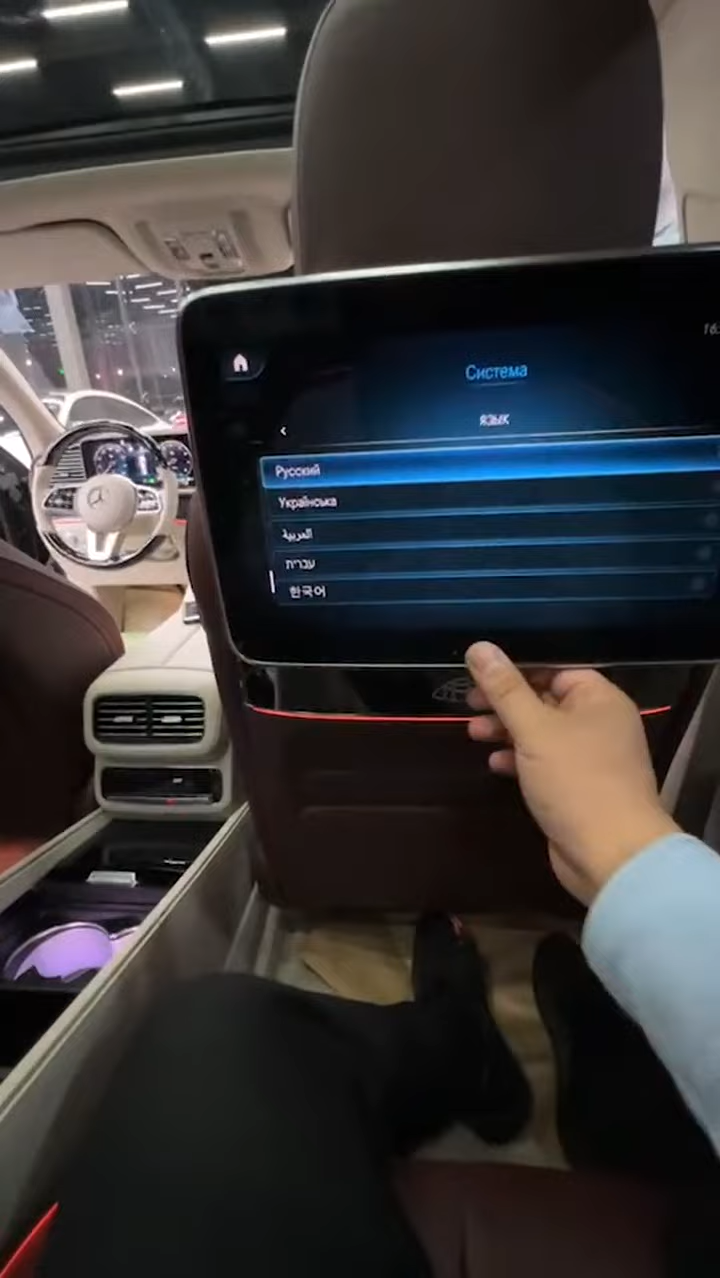 Система
язык
Русский
Українська
العربية
עברית
한국어